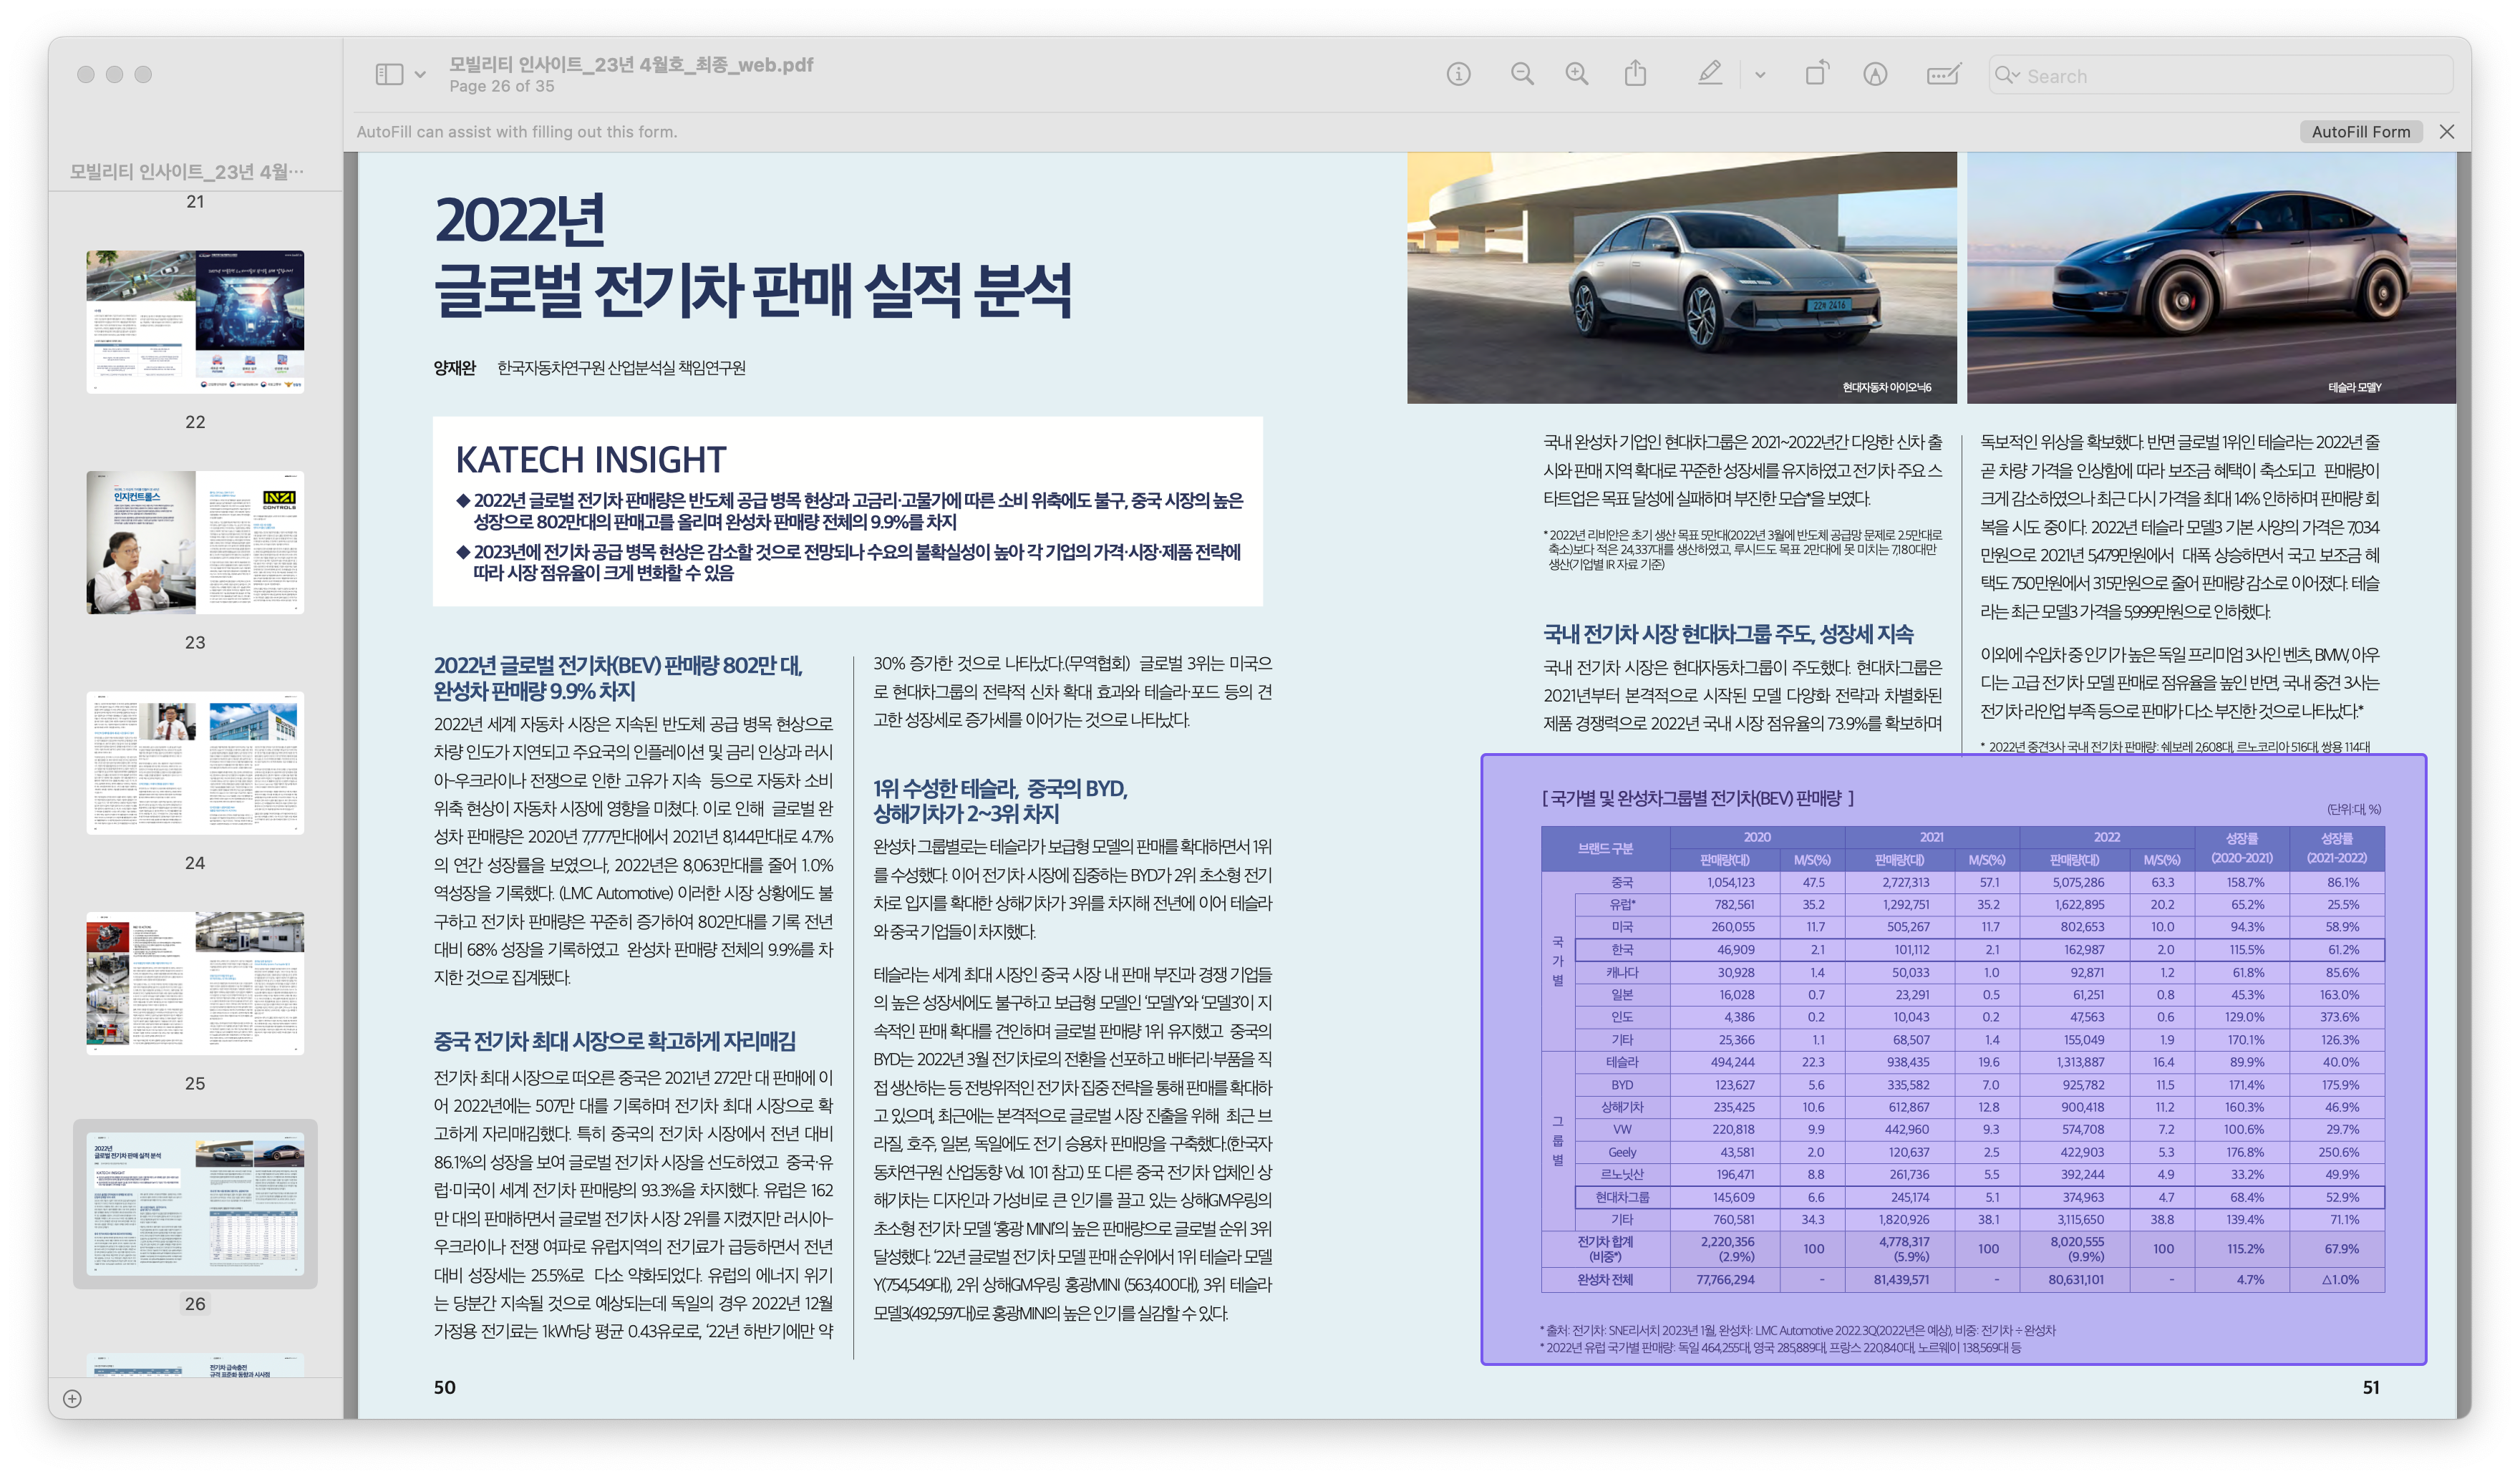 모빌리티 인사이트_23년 4월호_최종_web.pdf
Page 26 of 35
Search
AutoFill can assist with filling out this form.
AutoFill Form
모빌리티 인사이트_23년 4월…
21
22
23
24
25
26
인지컨트롤스
INZI
CONTROLS
2022년
글로벌 전기차 판매 실적 분석
양재완 한국자동차연구원 산업분석실 책임연구원
KATECH INSIGHT
◆ 2022년 글로벌 전기차 판매량은 반도체 공급 병목 현상과 고금리·고물가에 따른 소비 위축에도 불구, 중국 시장의 높은
성장으로 802만대의 판매고를 올리며 완성차 판매량 전체의 9.9%를 차지
◆ 2023년에 전기차 공급 병목 현상은 감소할 것으로 전망되나 수요의 불확실성이 높아 각 기업의 가격·시장·제품 전략에
따라 시장 점유율이 크게 변화할 수 있음
2022년 글로벌 전기차(BEV) 판매량 802만 대,
완성차 판매량 9.9% 차지
2022년 세계 자동차 시장은 지속된 반도체 공급 병목 현상으로
차량 인도가 지연되고 주요국의 인플레이션 및 금리 인상과 러시
아-우크라이나 전쟁으로 인한 고유가 지속 등으로 자동차 소비
위축 현상이 자동차 시장에 영향을 미쳤다. 이로 인해 글로벌 완
성차 판매량은 2020년 7,777만대에서 2021년 8,144만대로 4.7%
의 연간 성장률을 보였으나, 2022년은 8,063만대를 줄어 1.0%
역성장을 기록했다. (LMC Automotive) 이러한 시장 상황에도 불
구하고 전기차 판매량은 꾸준히 증가하여 802만대를 기록 전년
대비 68% 성장을 기록하였고 완성차 판매량 전체의 9.9%를 차
지한 것으로 집계됐다.
중국 전기차 최대 시장으로 확고하게 자리매김
전기차 최대 시장으로 떠오른 중국은 2021년 272만 대 판매에 이
어 2022년에는 507만 대를 기록하며 전기차 최대 시장으로 확
고하게 자리매김했다. 특히 중국의 전기차 시장에서 전년 대비
86.1%의 성장을 보여 글로벌 전기차 시장을 선도하였고 중국·유
럽·미국이 세계 전기차 판매량의 93.3%을 차지했다. 유럽은 162
만 대의 판매하면서 글로벌 전기차 시장 2위를 지켰지만 러시아-
우크라이나 전쟁 여파로 유럽지역의 전기료가 급등하면서 전년
대비 성장세는 25.5%로 다소 약화되었다. 유럽의 에너지 위기
는 당분간 지속될 것으로 예상되는데 독일의 경우 2022년 12월
가정용 전기료는 1kWh당 평균 0.43유로로, ‘22년 하반기에만 약
30% 증가한 것으로 나타났다.(무역협회) 글로벌 3위는 미국으
로 현대차그룹의 전략적 신차 확대 효과와 테슬라·포드 등의 견
고한 성장세로 증가세를 이어가는 것으로 나타났다.
1위 수성한 테슬라, 중국의 BYD,
상해기차가 2~3위 차지
완성차 그룹별로는 테슬라가 보급형 모델의 판매를 확대하면서 1위
를 수성했다. 이어 전기차 시장에 집중하는 BYD가 2위 초소형 전기
차로 입지를 확대한 상해기차가 3위를 차지해 전년에 이어 테슬라
와 중국 기업들이 차지했다.
테슬라는 세계 최대 시장인 중국 시장 내 판매 부진과 경쟁 기업들
의 높은 성장세에도 불구하고 보급형 모델인 ‘모델Y’와 ‘모델3’이 지
속적인 판매 확대를 견인하며 글로벌 판매량 1위 유지했고 중국의
BYD는 2022년 3월 전기차로의 전환을 선포하고 배터리·부품을 직
접 생산하는 등 전방위적인 전기차 집중 전략을 통해 판매를 확대하
고 있으며, 최근에는 본격적으로 글로벌 시장 진출을 위해 최근 브
라질, 호주, 일본, 독일에도 전기 승용차 판매망을 구축했다.(한국자
동차연구원 산업동향 Vol. 101 참고) 또 다른 중국 전기차 업체인 상
해기차는 디자인과 가성비로 큰 인기를 끌고 있는 상해GM우링의
초소형 전기차 모델 ‘홍광 MINI’의 높은 판매량으로 글로벌 순위 3위
달성했다. ‘22년 글로벌 전기차 모델 판매 순위에서 1위 테슬라 모델
Y(754,549대), 2위 상해GM우링 홍광MINI (563,400대), 3위 테슬라
모델3(492,597대)로 홍광MINI의 높은 인기를 실감할 수 있다.
50
22렉 2416
현대자동차 아이오닉6
테슬라 모델Y
국내 완성차 기업인 현대차그룹은 2021~2022년간 다양한 신차 출
시와 판매 지역 확대로 꾸준한 성장세를 유지하였고 전기차 주요 스
타트업은 목표 달성에 실패하며 부진한 모습*을 보였다.
* 2022년 리비안은 초기 생산 목표 5만대(2022년 3월에 반도체 공급망 문제로 2.5만대로
축소)보다 적은 24,337대를 생산하였고, 루시드도 목표 2만대에 못 미치는 7,180대만
생산(기업별 IR 자료 기준)
국내 전기차 시장 현대차그룹 주도, 성장세 지속
국내 전기차 시장은 현대자동차그룹이 주도했다. 현대차그룹은
2021년부터 본격적으로 시작된 모델 다양화 전략과 차별화된
제품 경쟁력으로 2022년 국내 시장 점유율의 73.9%를 확보하며
독보적인 위상을 확보했다. 반면 글로벌 1위인 테슬라는 2022년 줄
곧 차량 가격을 인상함에 따라 보조금 혜택이 축소되고 판매량이
크게 감소하였으나 최근 다시 가격을 최대 14% 인하하며 판매량 회
복을 시도 중이다. 2022년 테슬라 모델3 기본 사양의 가격은 7,034
만원으로 2021년 5,479만원에서 대폭 상승하면서 국고 보조금 혜
택도 750만원에서 315만원으로 줄어 판매량 감소로 이어졌다. 테슬
라는 최근 모델3 가격을 5,999만원으로 인하했다.
이외에 수입차 중 인기가 높은 독일 프리미엄 3사인 벤츠, BMW, 아우
디는 고급 전기차 모델 판매로 점유율을 높인 반면, 국내 중견 3사는
전기차 라인업 부족 등으로 판매가 다소 부진한 것으로 나타났다.*
* 2022년 중견3사 국내 전기차 판매량: 쉐보레 2,608대, 르노코리아 516대, 쌍용 114대
[ 국가별 및 완성차그룹별 전기차(BEV) 판매량 ]
(단위:대, %)
브랜드 구분 2020 2021 2022 성장률 (2020-2021) 성장률 (2021-2022)
판매량(대) M/S(%) 판매량(대) M/S(%) 판매량(대) M/S(%)
국가별
중국 1,054,123 47.5 2,727,313 57.1 5,075,286 63.3 158.7% 86.1%
유럽* 782,561 35.2 1,292,751 35.2 1,622,895 20.2 65.2% 25.5%
미국 260,055 11.7 505,267 11.7 802,653 10.0 94.3% 58.9%
한국 46,909 2.1 101,112 2.1 162,987 2.0 115.5% 61.2%
캐나다 30,928 1.4 50,033 1.0 92,871 1.2 61.8% 85.6%
일본 16,028 0.7 23,291 0.5 61,251 0.8 45.3% 163.0%
인도 4,386 0.2 10,043 0.2 47,563 0.6 129.0% 373.6%
기타 25,366 1.1 68,507 1.4 155,049 1.9 170.1% 126.3%
그룹별
테슬라 494,244 22.3 938,435 19.6 1,313,887 16.4 89.9% 40.0%
BYD 123,627 5.6 335,582 7.0 925,782 11.5 171.4% 175.9%
상해기차 235,425 10.6 612,867 12.8 900,418 11.2 160.3% 46.9%
VW 220,818 9.9 442,960 9.3 574,708 7.2 100.6% 29.7%
Geely 43,581 2.0 120,637 2.5 422,903 5.3 176.8% 250.6%
르노닛산 196,471 8.8 261,736 5.5 392,244 4.9 33.2% 49.9%
현대차그룹 145,609 6.6 245,174 5.1 374,963 4.7 68.4% 52.9%
기타 760,581 34.3 1,820,926 38.1 3,115,650 38.8 139.4% 71.1%
전기차 합계 (비중*) 2,220,356 (2.9%) 100 4,778,317 (5.9%) 100 8,020,555 (9.9%) 100 115.2% 67.9%
완성차 전체 77,766,294 - 81,439,571 - 80,631,101 - 4.7% △1.0%
* 출처: 전기차: SNE리서치 2023년 1월, 완성차: LMC Automotive 2022.3Q(2022년은 예상), 비중: 전기차 ÷ 완성차
* 2022년 유럽 국가별 판매량: 독일 464,255대, 영국 285,889대, 프랑스 220,840대, 노르웨이 138,569대 등
51